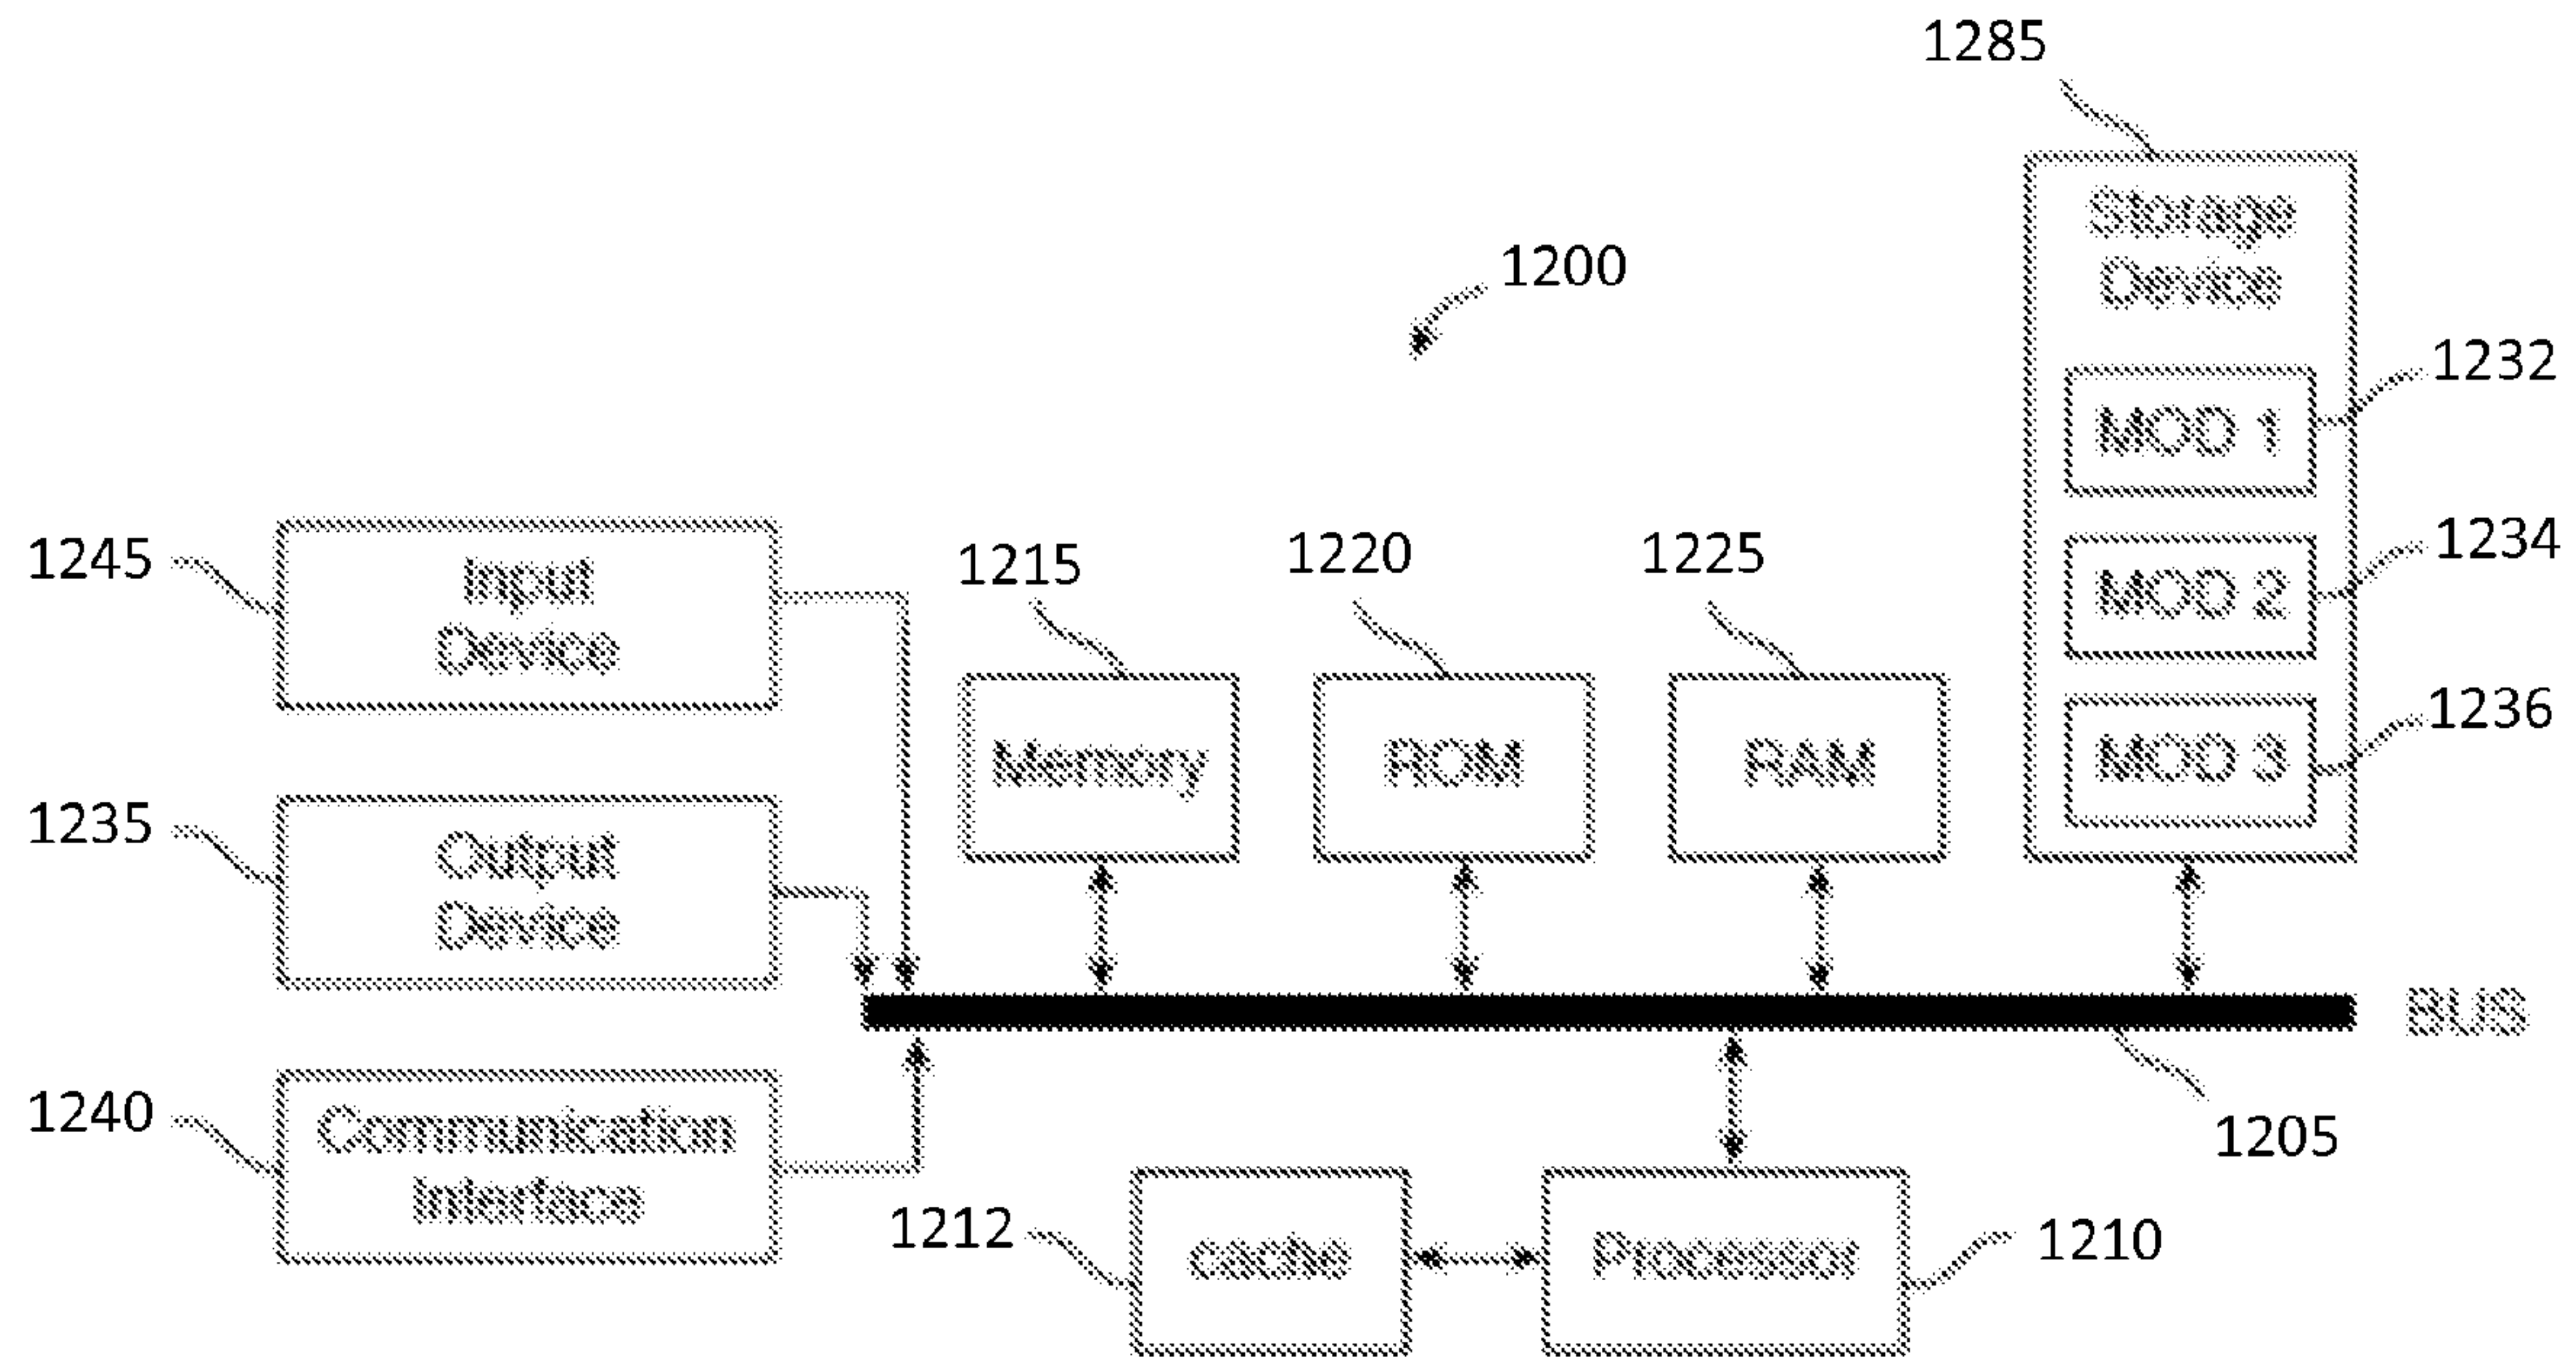 1285
Storage
Device
1200
1232
MOD 1
1245
Input
Device
1215
1220
1225
1234
MOD 2
1236
Memory
ROM
RAM
MOD 3
1235
Output
Device
BUS
1240
Communication
Interface
1205
1212
cache
Processor
1210